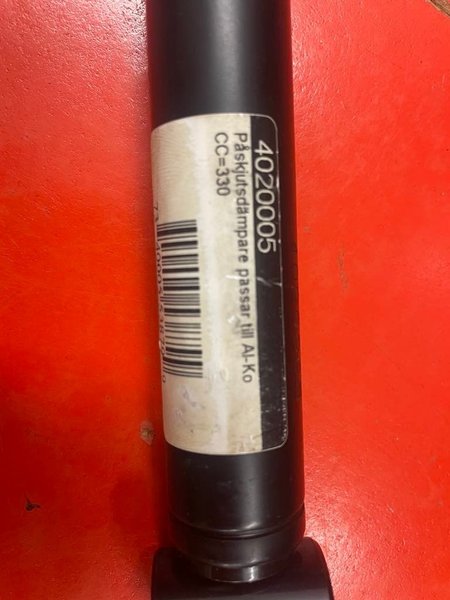 4020005
Påskjutsdämpare passar till Al-Ko
CC=330